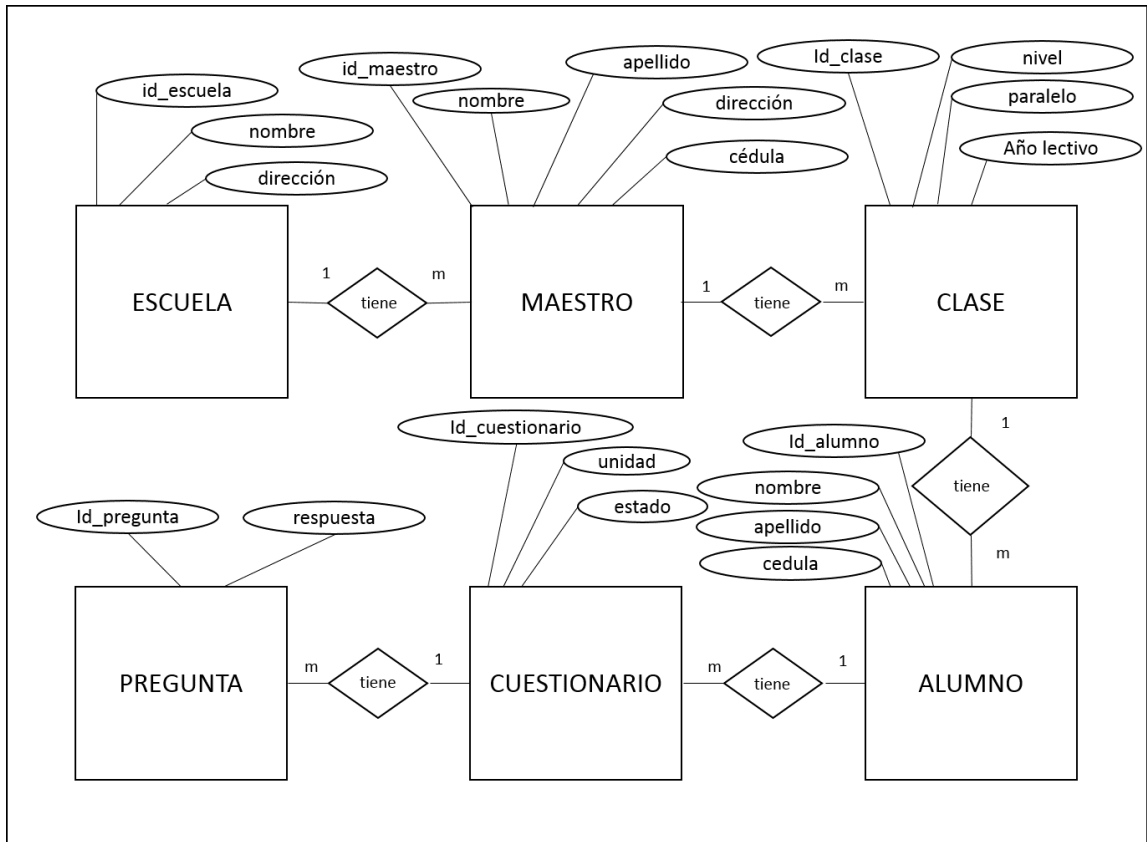 id_escuela
nombre
dirección
id_maestro
nombre
apellido
dirección
cédula
Id_clase
nivel
paralelo
Año lectivo
ESCUELA
1
tiene
m
MAESTRO
1
tiene
m
CLASE
1
tiene
m
Id_pregunta
respuesta
Id_cuestionario
unidad
estado
Id_alumno
nombre
apellido
cedula
PREGUNTA
m
tiene
1
CUESTIONARIO
m
tiene
1
ALUMNO